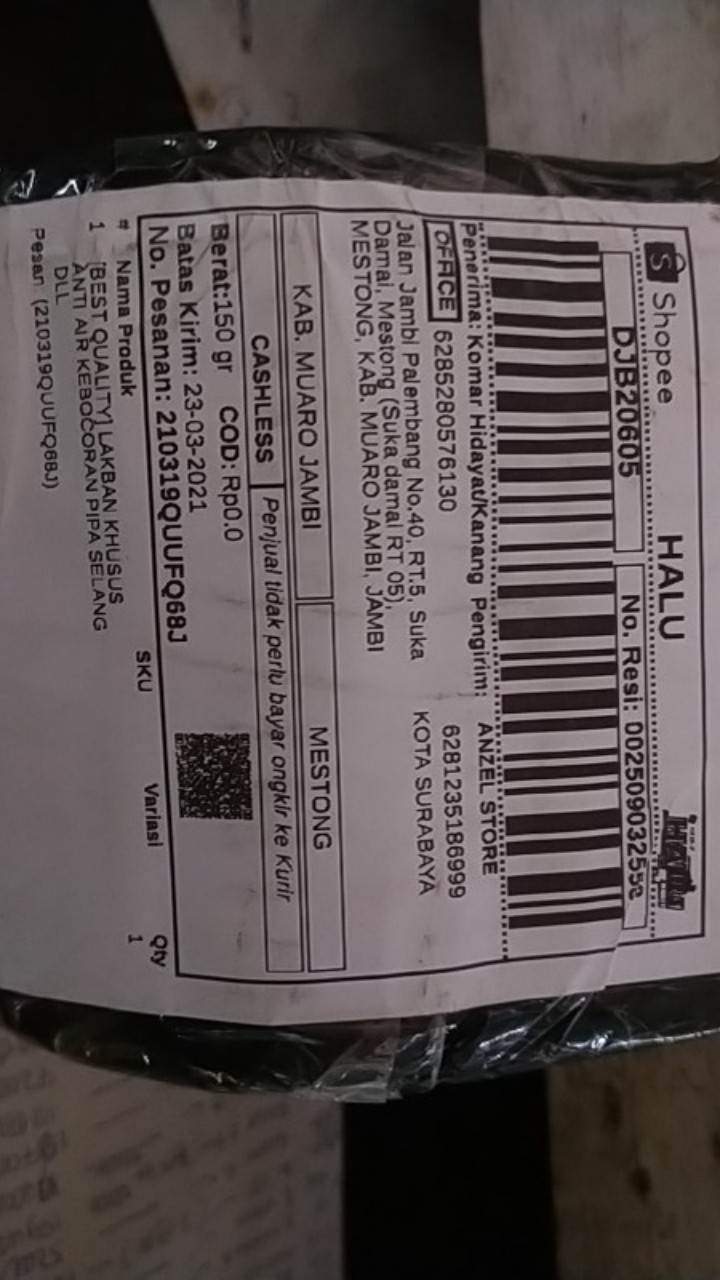 Shopee
HALU
DJB20605
No. Resi: 002509032552
Penerima: Komar Hidayat/Kanang
OFFICE 6285280576130
Jalan Jambi Palembang No.40, RT.5, Suka
Damai, Mestong (Suka damai RT 05),
MESTONG, KAB. MUARO JAMBI, JAMBI
Pengirim: ANZEL STORE
6281235186999
KOTA SURABAYA
KAB. MUARO JAMBI
MESTONG
CASHLESS
Penjual tidak perlu bayar ongkir ke Kurir
Berat:150 gr COD: Rp0.0
Batas Kirim: 23-03-2021
No. Pesanan: 210319QUUFQ68J
# Nama Produk SKU Variasi Qty
1 [BEST QUALITY] LAKBAN KHUSUS 1
ANTI AIR KEBOCORAN PIPA SELANG
DLL
Pesan: (210319QUUFQ68J)